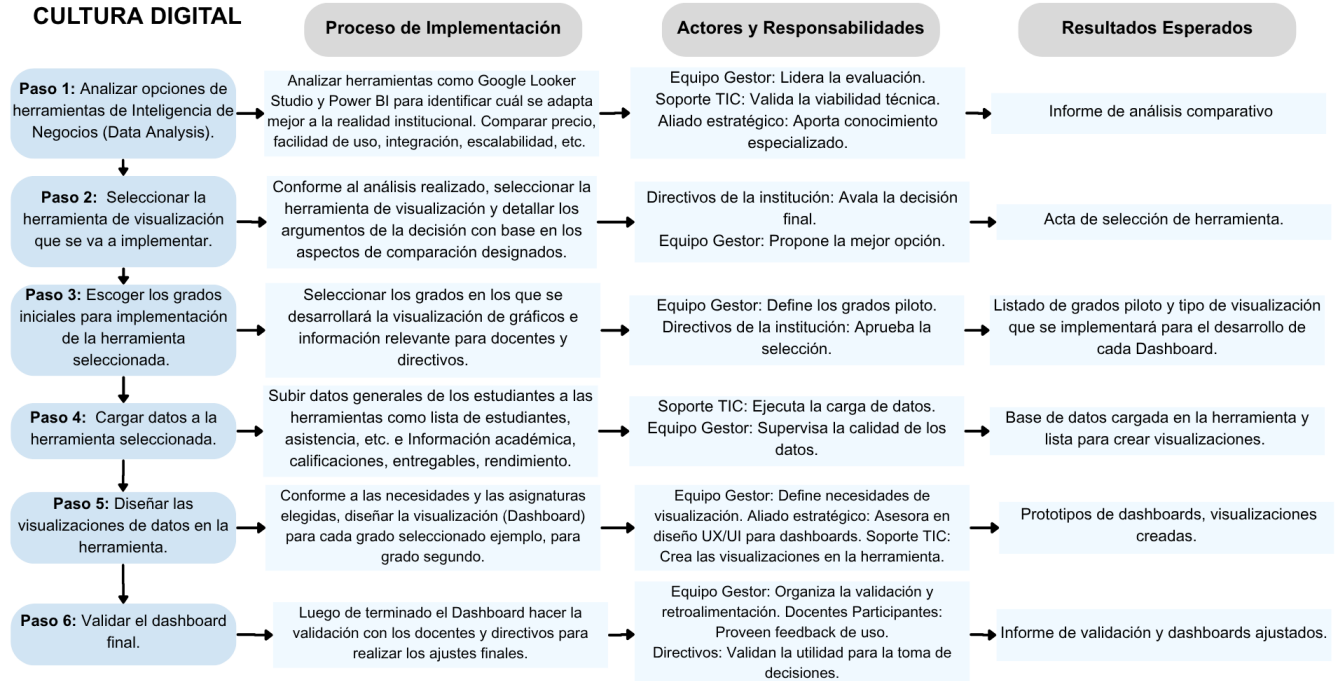 CULTURA DIGITAL
Proceso de Implementación
Actores y Responsabilidades
Resultados Esperados
Paso 1: Analizar opciones de
herramientas de Inteligencia de
Negocios (Data Analysis).
Analizar herramientas como Google Looker
Studio y Power BI para identificar cuál se adapta
mejor a la realidad institucional. Comparar precio,
facilidad de uso, integración, escalabilidad, etc.
Equipo Gestor: Lidera la evaluación.
Soporte TIC: Valida la viabilidad técnica.
Aliado estratégico: Aporta conocimiento
especializado.
Informe de análisis comparativo
Paso 2: Seleccionar la
herramienta de visualización
que se va a implementar.
Conforme al análisis realizado, seleccionar la
herramienta de visualización y detallar los
argumentos de la decisión con base en los
aspectos de comparación designados.
Directivos de la institución: Avala la decisión
final.
Equipo Gestor: Propone la mejor opción.
Acta de selección de herramienta.
Paso 3: Escoger los grados
iniciales para implementación
de la herramienta
seleccionada.
Seleccionar los grados en los que se
desarrollará la visualización de gráficos e
información relevante para docentes y
directivos.
Equipo Gestor: Define los grados piloto.
Directivos de la institución: Aprueba la
selección.
Listado de grados piloto y tipo de visualización
que se implementará para el desarrollo de
cada Dashboard.
Paso 4: Cargar datos a la
herramienta seleccionada.
Subir datos generales de los estudiantes a las
herramientas como lista de estudiantes,
asistencia, etc. e Información académica,
calificaciones, entregables, rendimiento.
Soporte TIC: Ejecuta la carga de datos.
Equipo Gestor: Supervisa la calidad de los
datos.
Base de datos cargada en la herramienta y
lista para crear visualizaciones.
Paso 5: Diseñar las
visualizaciones de datos en la
herramienta.
Conforme a las necesidades y las asignaturas
elegidas, diseñar la visualización (Dashboard)
para cada grado seleccionado ejemplo, para
grado segundo.
Equipo Gestor: Define necesidades de
visualización. Aliado estratégico: Asesora en
diseño UX/UI para dashboards. Soporte TIC:
Crea las visualizaciones en la herramienta.
Prototipos de dashboards, visualizaciones
creadas.
Paso 6: Validar el dashboard
final.
Luego de terminado el Dashboard hacer la
validación con los docentes y directivos para
realizar los ajustes finales.
Equipo Gestor: Organiza la validación y
retroalimentación. Docentes Participantes:
Proveen feedback de uso.
Directivos: Validan la utilidad para la toma de
decisiones.
Informe de validación y dashboards ajustados.